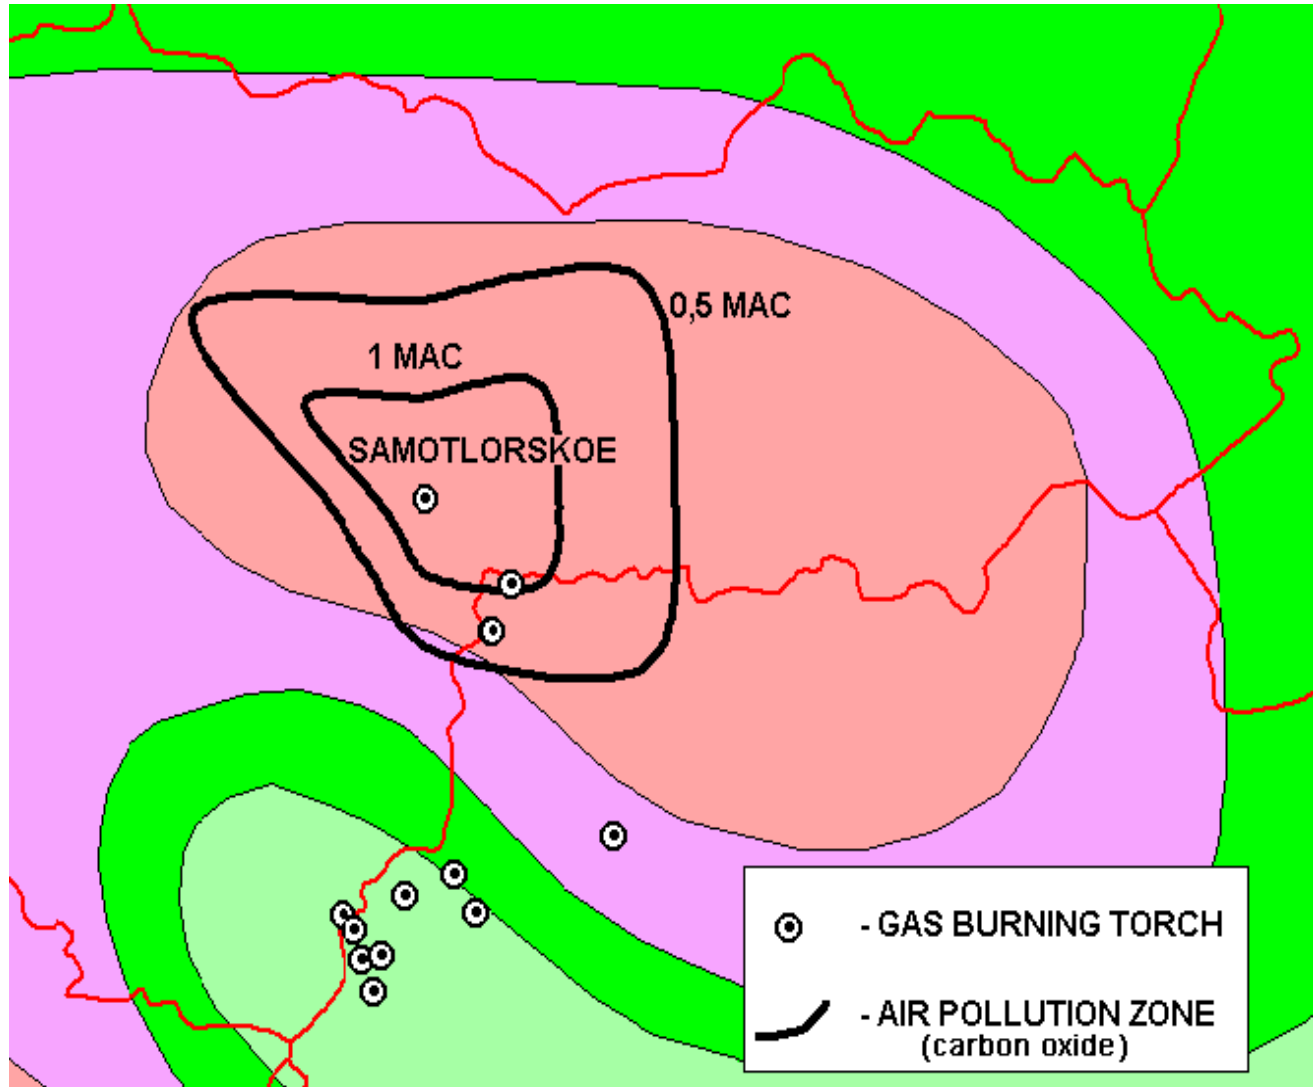 0,5 MAC
1 MAC
SAMOTLORSKOE
- GAS BURNING TORCH
- AIR POLLUTION ZONE
(carbon oxide)